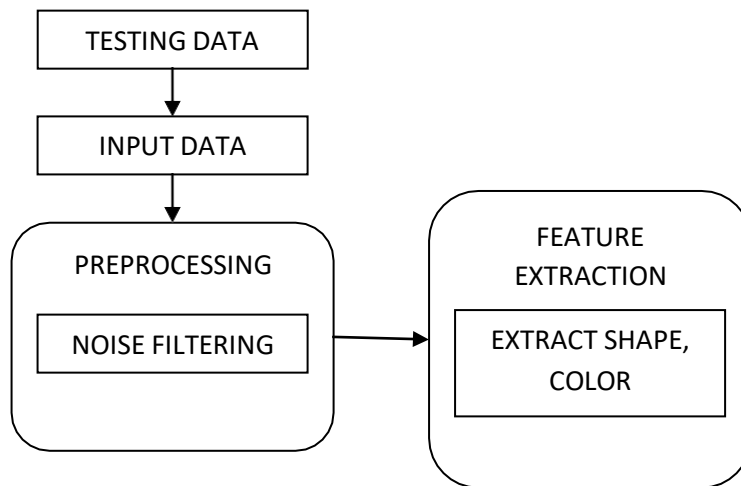 TESTING DATA
INPUT DATA
PREPROCESSING
NOISE FILTERING
FEATURE
EXTRACTION
EXTRACT SHAPE,
COLOR